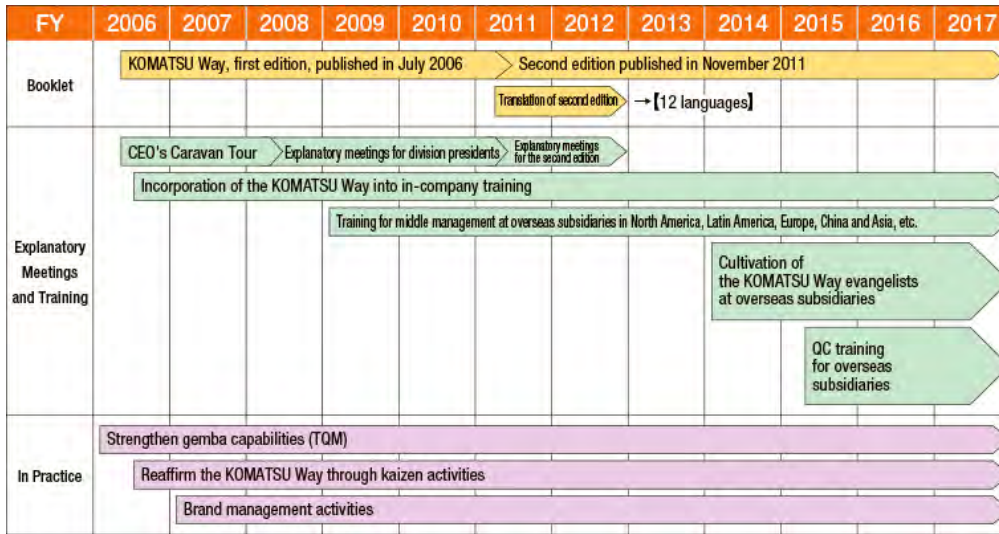 FY 2006 2007 2008 2009 2010 2011 2012 2013 2014 2015 2016 2017
Booklet
KOMATSU Way, first edition, published in July 2006
Second edition published in November 2011
Translation of second edition
→【12 languages】
Explanatory
Meetings
and Training
CEO's Caravan Tour
Explanatory meetings for division presidents
Explanatory meetings
for the second edition
Incorporation of the KOMATSU Way into in-company training
Training for middle management at overseas subsidiaries in North America, Latin America, Europe, China and Asia, etc.
Cultivation of
the KOMATSU Way evangelists
at overseas subsidiaries
QC training
for overseas
subsidiaries
In Practice
Strengthen gemba capabilities (TQM)
Reaffirm the KOMATSU Way through kaizen activities
Brand management activities